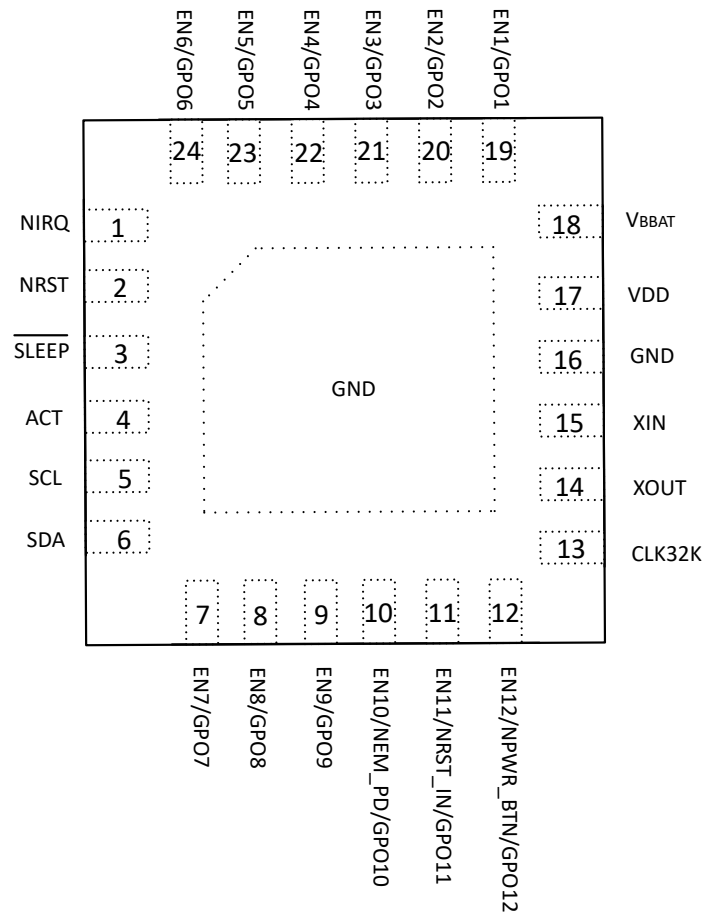 EN6/GPO6
EN5/GPO5
EN4/GPO4
EN3/GPO3
EN2/GPO2
EN1/GPO1
24
23
22
21
20
19
NIRQ
1
NRST
2
SLEEP
3
ACT
4
SCL
5
SDA
6
GND
18
VBBAT
17
VDD
16
GND
15
XIN
14
XOUT
13
CLK32K
7
8
9
10
11
12
EN7/GPO7
EN8/GPO8
EN9/GPO9
EN10/NEM_PD/GPO10
EN11/NRST_IN/GPO11
EN12/NPWR_BTN/GPO12